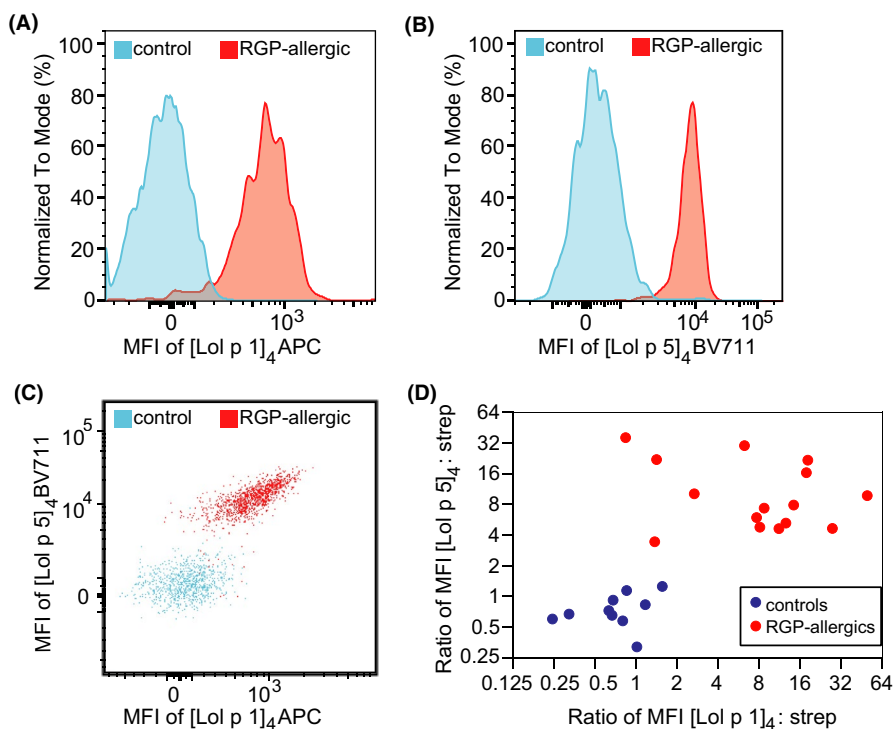 (A)
control RGP-allergic
Normalized To Mode (%)
100
80
60
40
20
0
0 10³
MFI of [Lol p 1]₄APC
(B)
control RGP-allergic
Normalized To Mode (%)
100
80
60
40
20
0
0 10⁴ 10⁵
MFI of [Lol p 5]₄BV711
(C)
control RGP-allergic
MFI of [Lol p 5]₄BV711
10⁵
10⁴
0
0 10³
MFI of [Lol p 1]₄APC
(D)
Ratio of MFI [Lol p 5]₄: strep
64
32
16
8
4
2
1
0.5
0.25
controls
RGP-allergics
0.125 0.25 0.5 1 2 4 8 16 32 64
Ratio of MFI [Lol p 1]₄: strep